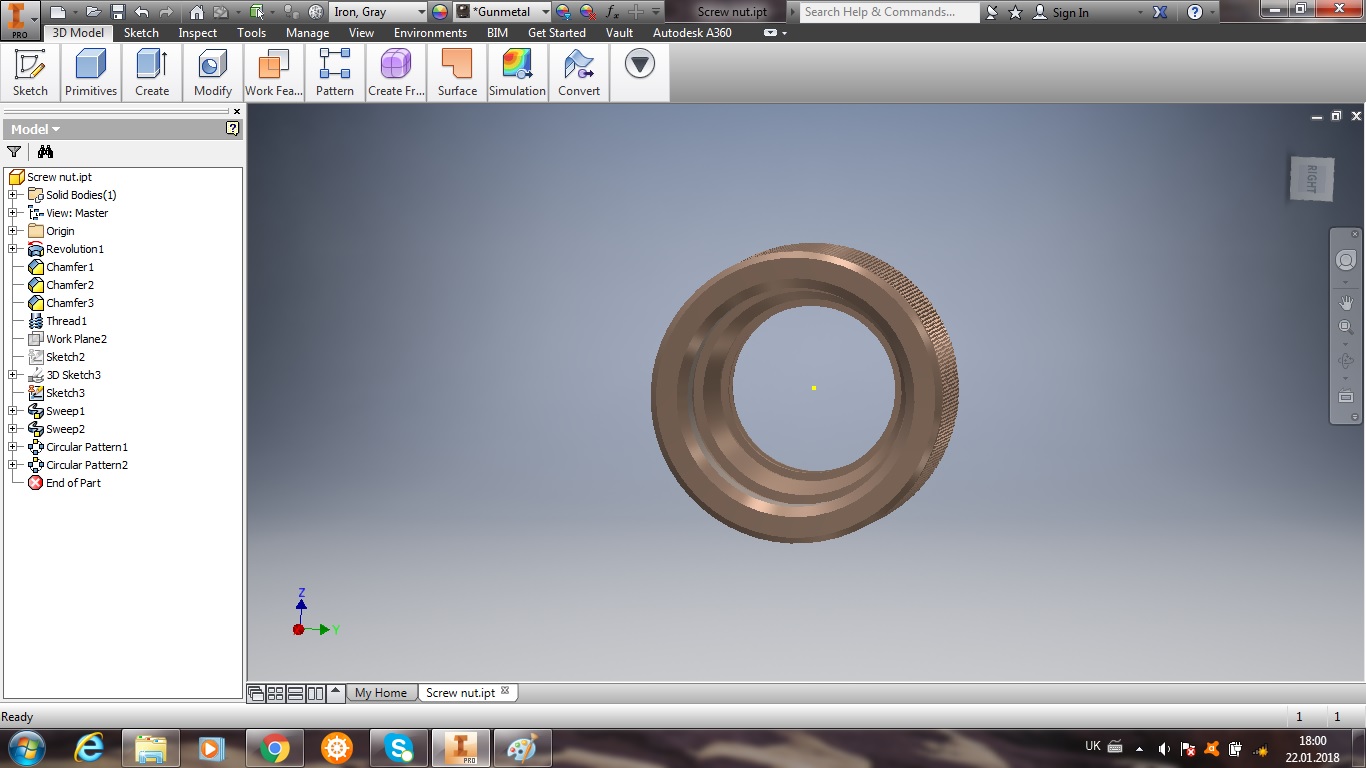 Iron, Gray
*Gunmetal
fx
Screw nut.ipt
Search Help & Commands...
Sign In
PRO
3D Model Sketch Inspect Tools Manage View Environments BIM Get Started Vault Autodesk A360
Sketch Primitives Create Modify Work Fea... Pattern Create Fr... Surface Simulation Convert
Model
Screw nut.ipt
Solid Bodies(1)
View: Master
Origin
Revolution1
Chamfer1
Chamfer2
Chamfer3
Thread1
Work Plane2
Sketch2
3D Sketch3
Sketch3
Sweep1
Sweep2
Circular Pattern1
Circular Pattern2
End of Part
RIGHT
Z
Y
My Home Screw nut.ipt
Ready 1 1
PRO
UK
18:00
22.01.2018